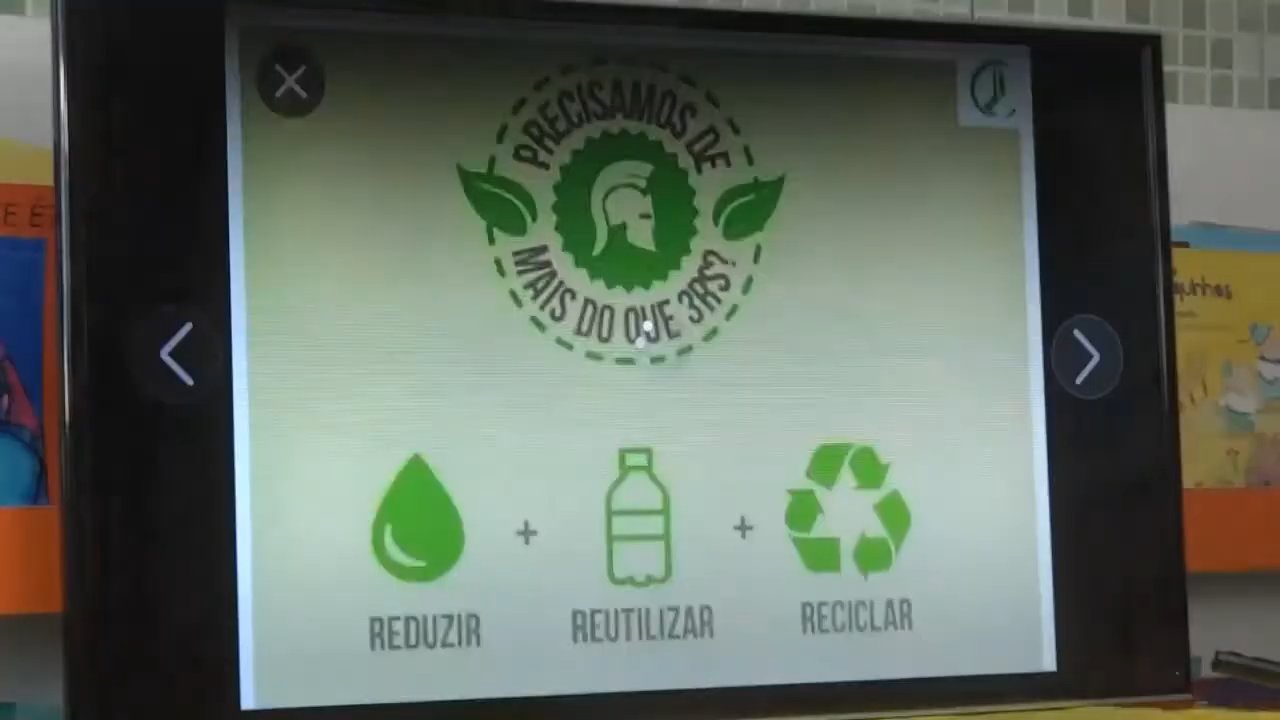 PRECISAMOS DE
MAIS DO QUE 3RS?
+
+
REDUZIR
REUTILIZAR
RECICLAR
E É